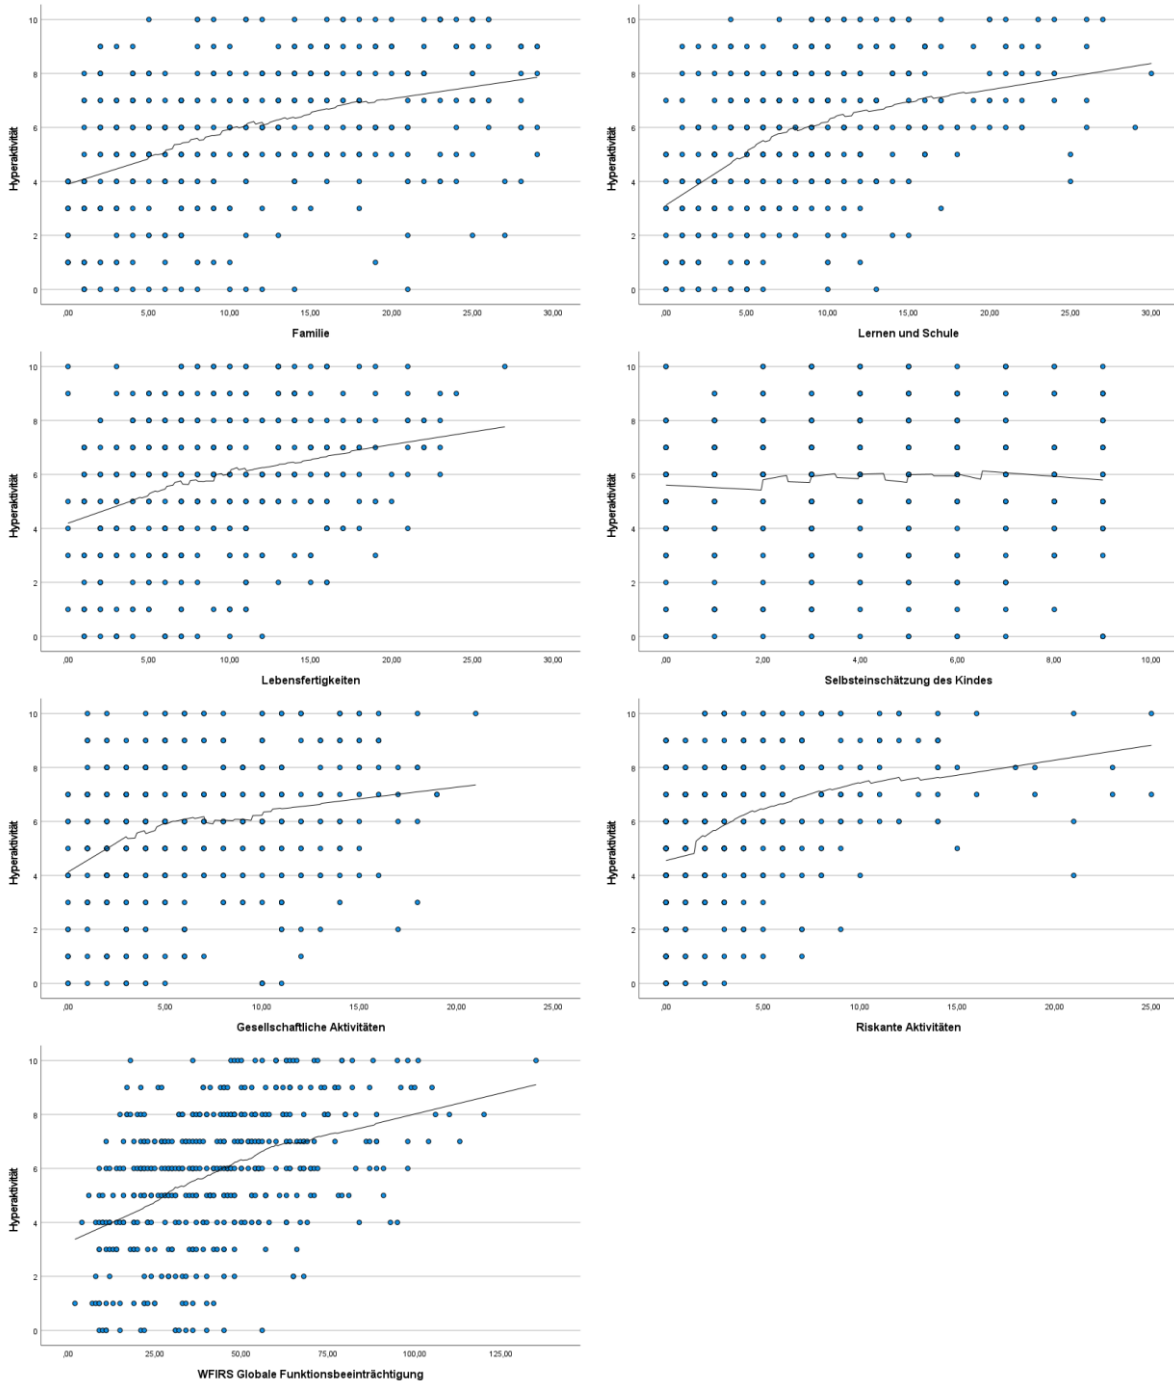 10
8
6
4
2
0
Hyperaktivität
,00 5,00 10,00 15,00 20,00 25,00 30,00
Familie
10
8
6
4
2
0
Hyperaktivität
,00 5,00 10,00 15,00 20,00 25,00 30,00
Lernen und Schule
10
8
6
4
2
0
Hyperaktivität
,00 5,00 10,00 15,00 20,00 25,00 30,00
Lebensfertigkeiten
10
8
6
4
2
0
Hyperaktivität
,00 2,00 4,00 6,00 8,00 10,00
Selbsteinschätzung des Kindes
10
8
6
4
2
0
Hyperaktivität
,00 5,00 10,00 15,00 20,00 25,00
Gesellschaftliche Aktivitäten
10
8
6
4
2
0
Hyperaktivität
,00 5,00 10,00 15,00 20,00 25,00
Riskante Aktivitäten
10
8
6
4
2
0
Hyperaktivität
,00 25,00 50,00 75,00 100,00 125,00
WFIRS Globale Funktionsbeeinträchtigung